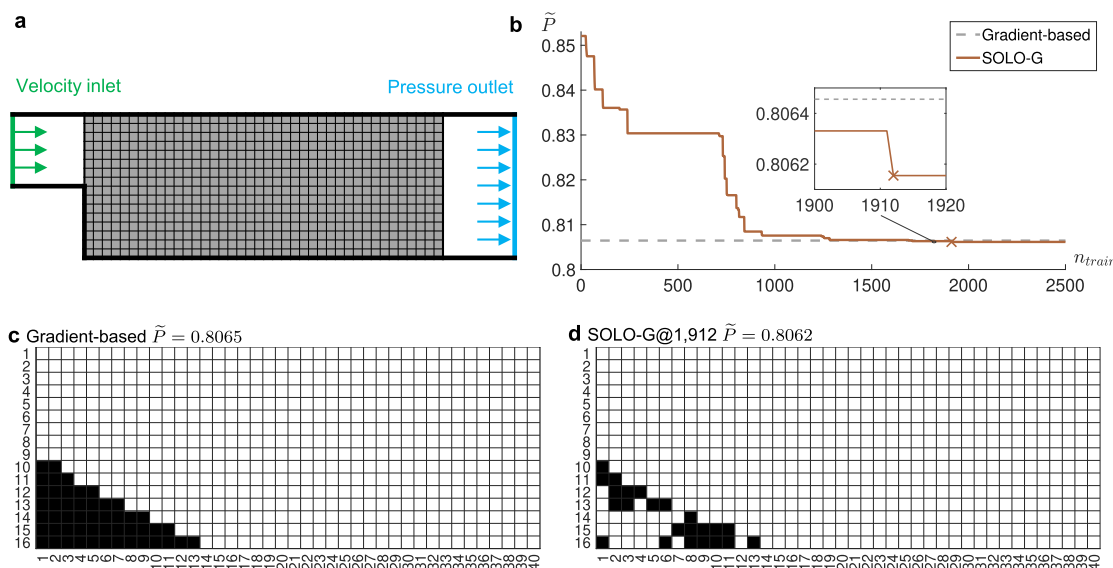 a
Velocity inlet
Pressure outlet
b
P̃
Gradient-based
SOLO-G
0.85
0.84
0.83
0.82
0.81
0.8
0.8064
0.8062
1900 1910 1920
0 500 1000 1500 2000 2500
n_train
c Gradient-based P̃ = 0.8065
1
2
3
4
5
6
7
8
9
10
11
12
13
14
15
16
1 2 3 4 5 6 7 8 9 10 11 12 13 14 15 16 17 18 19 20 21 22 23 24 25 26 27 28 29 30 31 32 33 34 35 36 37 38 39 40
d SOLO-G@1,912 P̃ = 0.8062
1
2
3
4
5
6
7
8
9
10
11
12
13
14
15
16
1 2 3 4 5 6 7 8 9 10 11 12 13 14 15 16 17 18 19 20 21 22 23 24 25 26 27 28 29 30 31 32 33 34 35 36 37 38 39 40